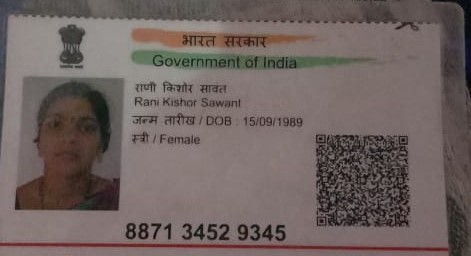 भारत सरकार
Government of India
राणी किशोर सावंत
Rani Kishor Sawant
जन्म तारीख / DOB : 15/09/1989
स्त्री / Female
8871 3452 9345